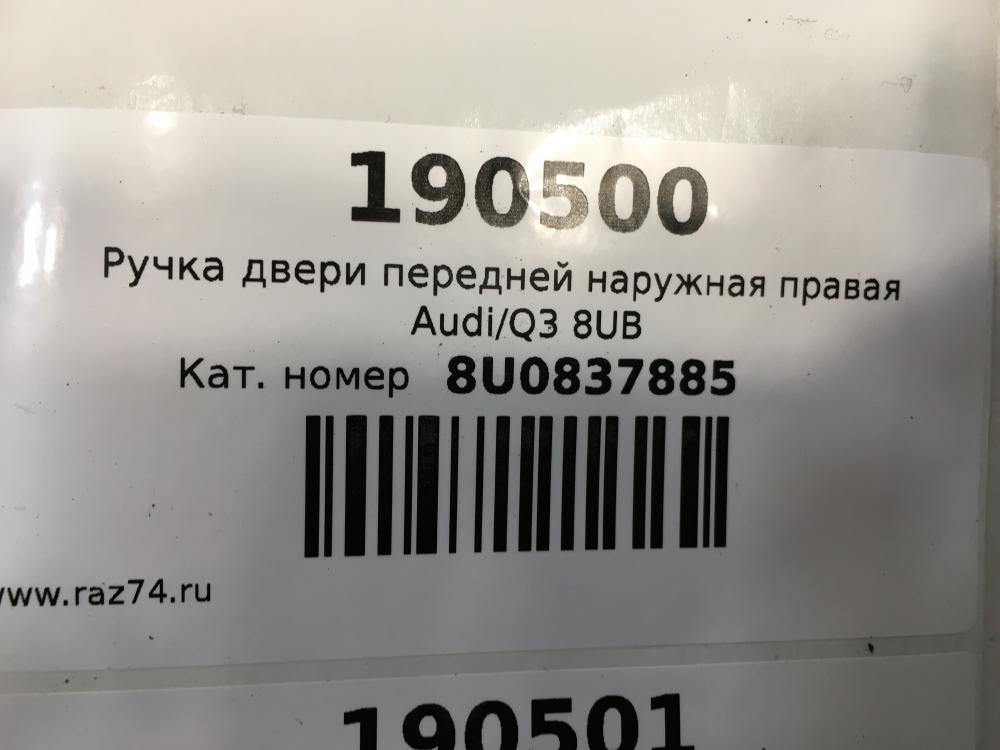 190500
Ручка двери передней наружная правая
Audi/Q3 8UB
Кат. номер 8U0837885
www.raz74.ru
190501